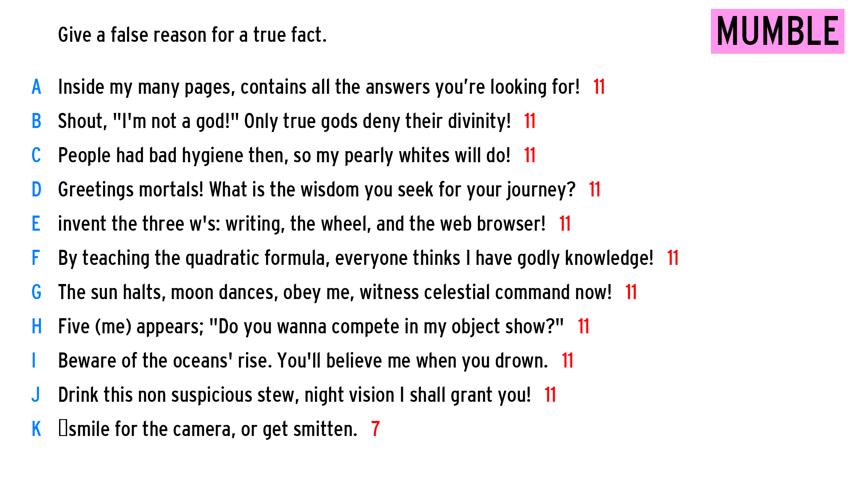 Give a false reason for a true fact.
MUMBLE
A Inside my many pages, contains all the answers you're looking for! 11
B Shout, "I'm not a god!" Only true gods deny their divinity! 11
C People had bad hygiene then, so my pearly whites will do! 11
D Greetings mortals! What is the wisdom you seek for your journey? 11
E invent the three w's: writing, the wheel, and the web browser! 11
F By teaching the quadratic formula, everyone thinks I have godly knowledge! 11
G The sun halts, moon dances, obey me, witness celestial command now! 11
H Five (me) appears; "Do you wanna compete in my object show?" 11
I Beware of the oceans' rise. You'll believe me when you drown. 11
J Drink this non suspicious stew, night vision I shall grant you! 11
K smile for the camera, or get smitten. 7